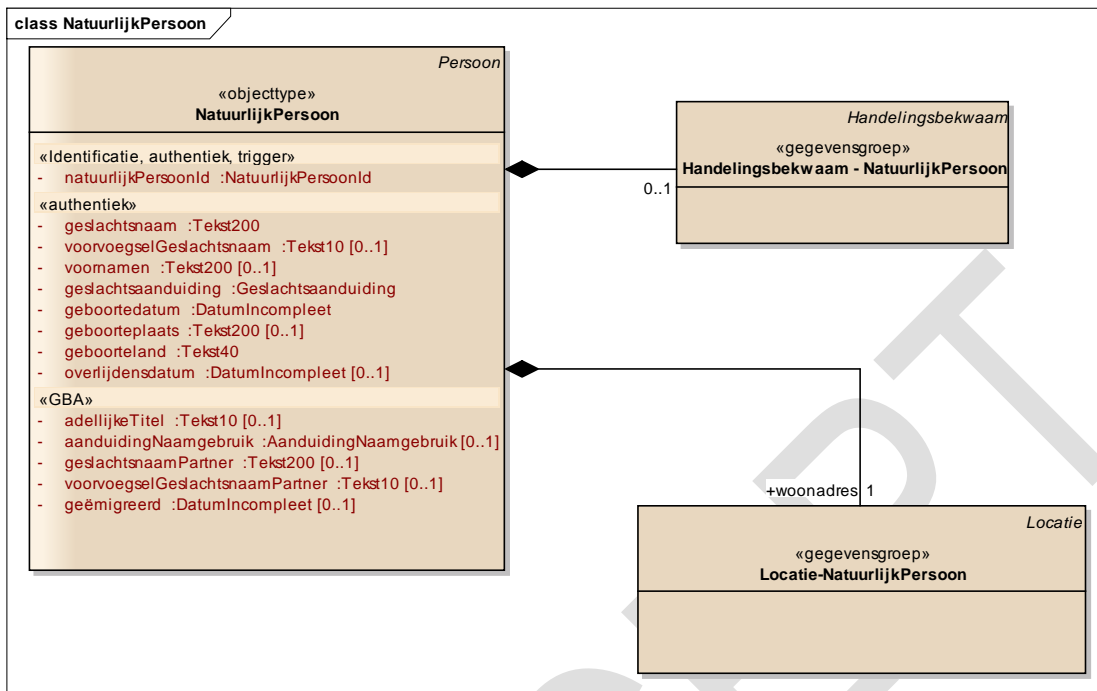 class NatuurlijkPersoon
Persoon
«objecttype»
NatuurlijkPersoon
«Identificatie, authentiek, trigger»
- natuurlijkPersoonId :NatuurlijkPersoonId
«authentiek»
- geslachtsnaam :Tekst200
- voorvoegselGeslachtsnaam :Tekst10 [0..1]
- voornamen :Tekst200 [0..1]
- geslachtsaanduiding :Geslachtsaanduiding
- geboortedatum :DatumIncompleet
- geboorteplaats :Tekst200 [0..1]
- geboorteland :Tekst40
- overlijdensdatum :DatumIncompleet [0..1]
«GBA»
- adellijkeTitel :Tekst10 [0..1]
- aanduidingNaamgebruik :AanduidingNaamgebruik [0..1]
- geslachtsnaamPartner :Tekst200 [0..1]
- voorvoegselGeslachtsnaamPartner :Tekst10 [0..1]
- geëmigreerd :DatumIncompleet [0..1]
Handelingsbekwaam
«gegevensgroep»
Handelingsbekwaam - NatuurlijkPersoon
0..1
+woonadres 1
Locatie
«gegevensgroep»
Locatie-NatuurlijkPersoon